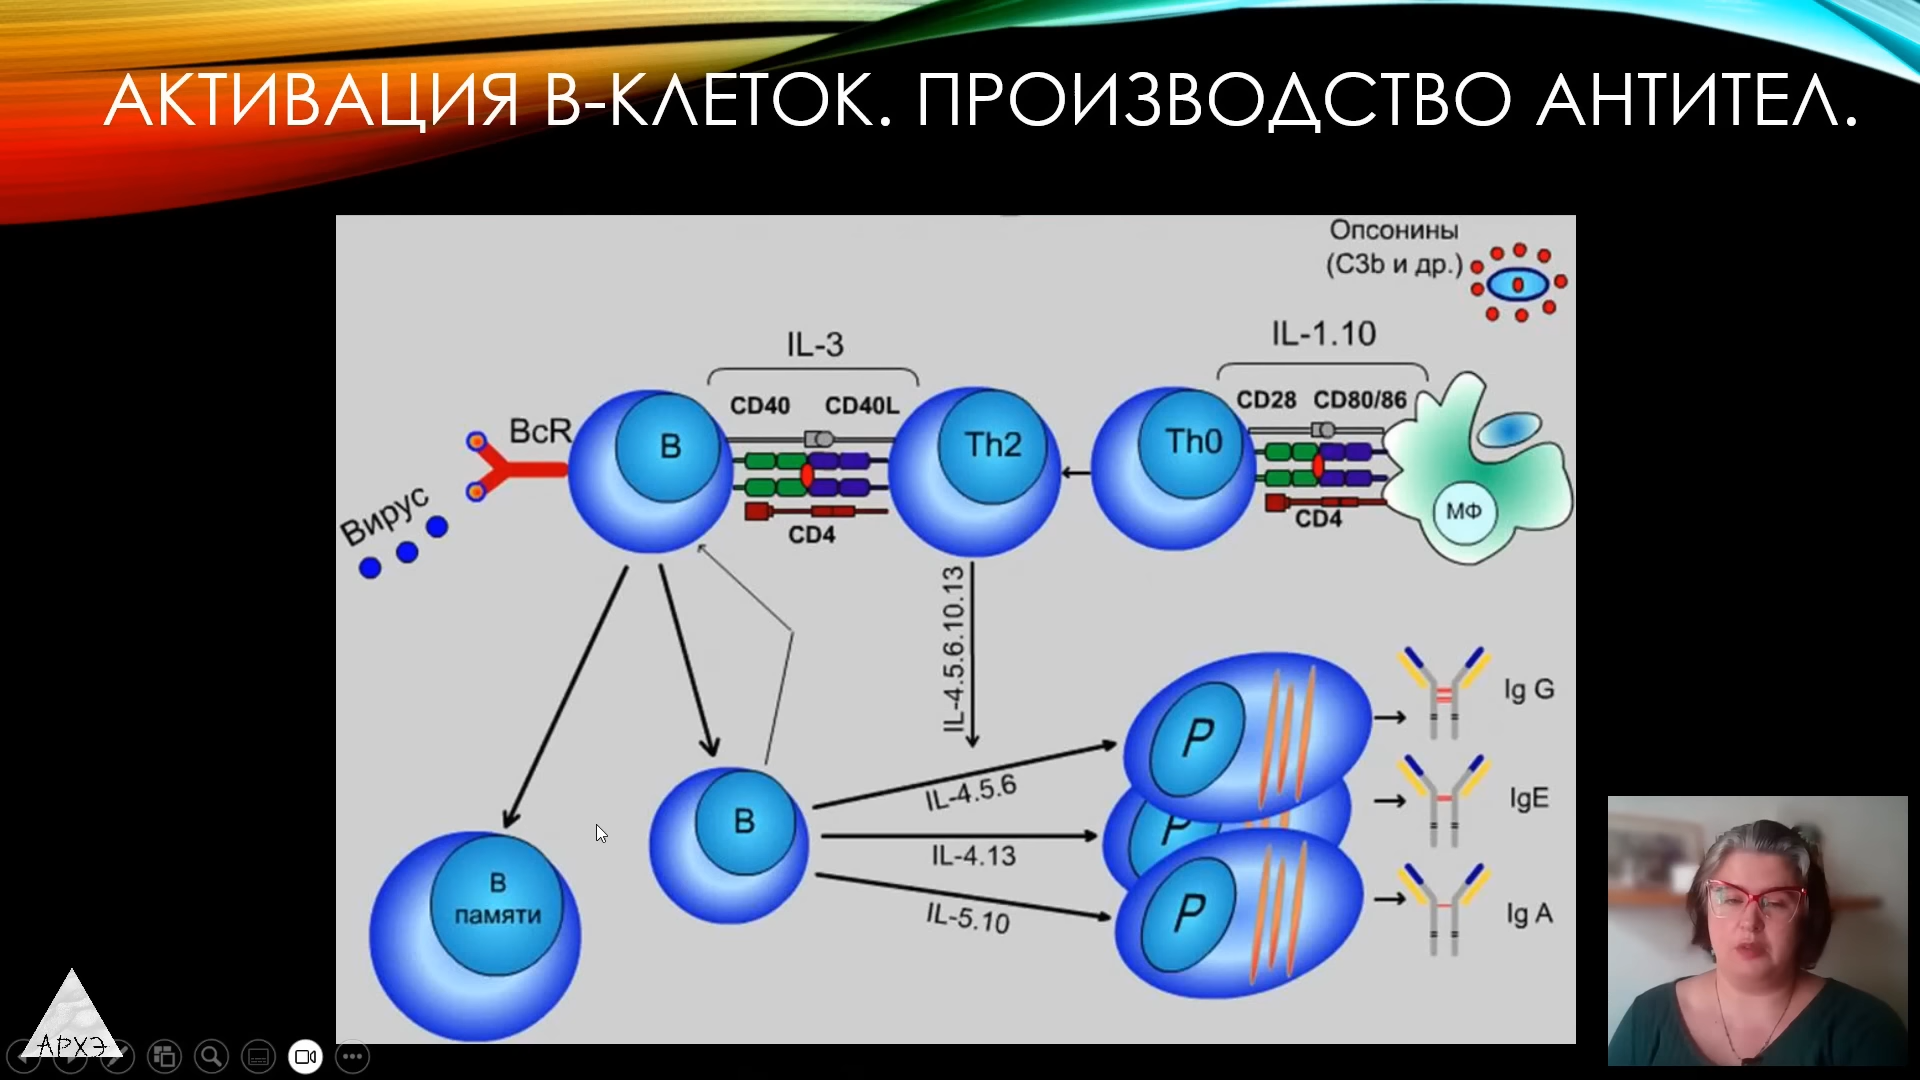 АКТИВАЦИЯ В-КЛЕТОК. ПРОИЗВОДСТВО АНТИТЕЛ.
Опсонины
(C3b и др.)
IL-3
IL-1.10
CD40 CD40L
CD28 CD80/86
BcR
В
Th2
Th0
МФ
CD4
CD4
Вирус
IL-4.5.6.10.13
IL-4.5.6
IL-4.13
IL-5.10
В
В
памяти
P
P
P
Ig G
IgE
Ig A
АРХЭ